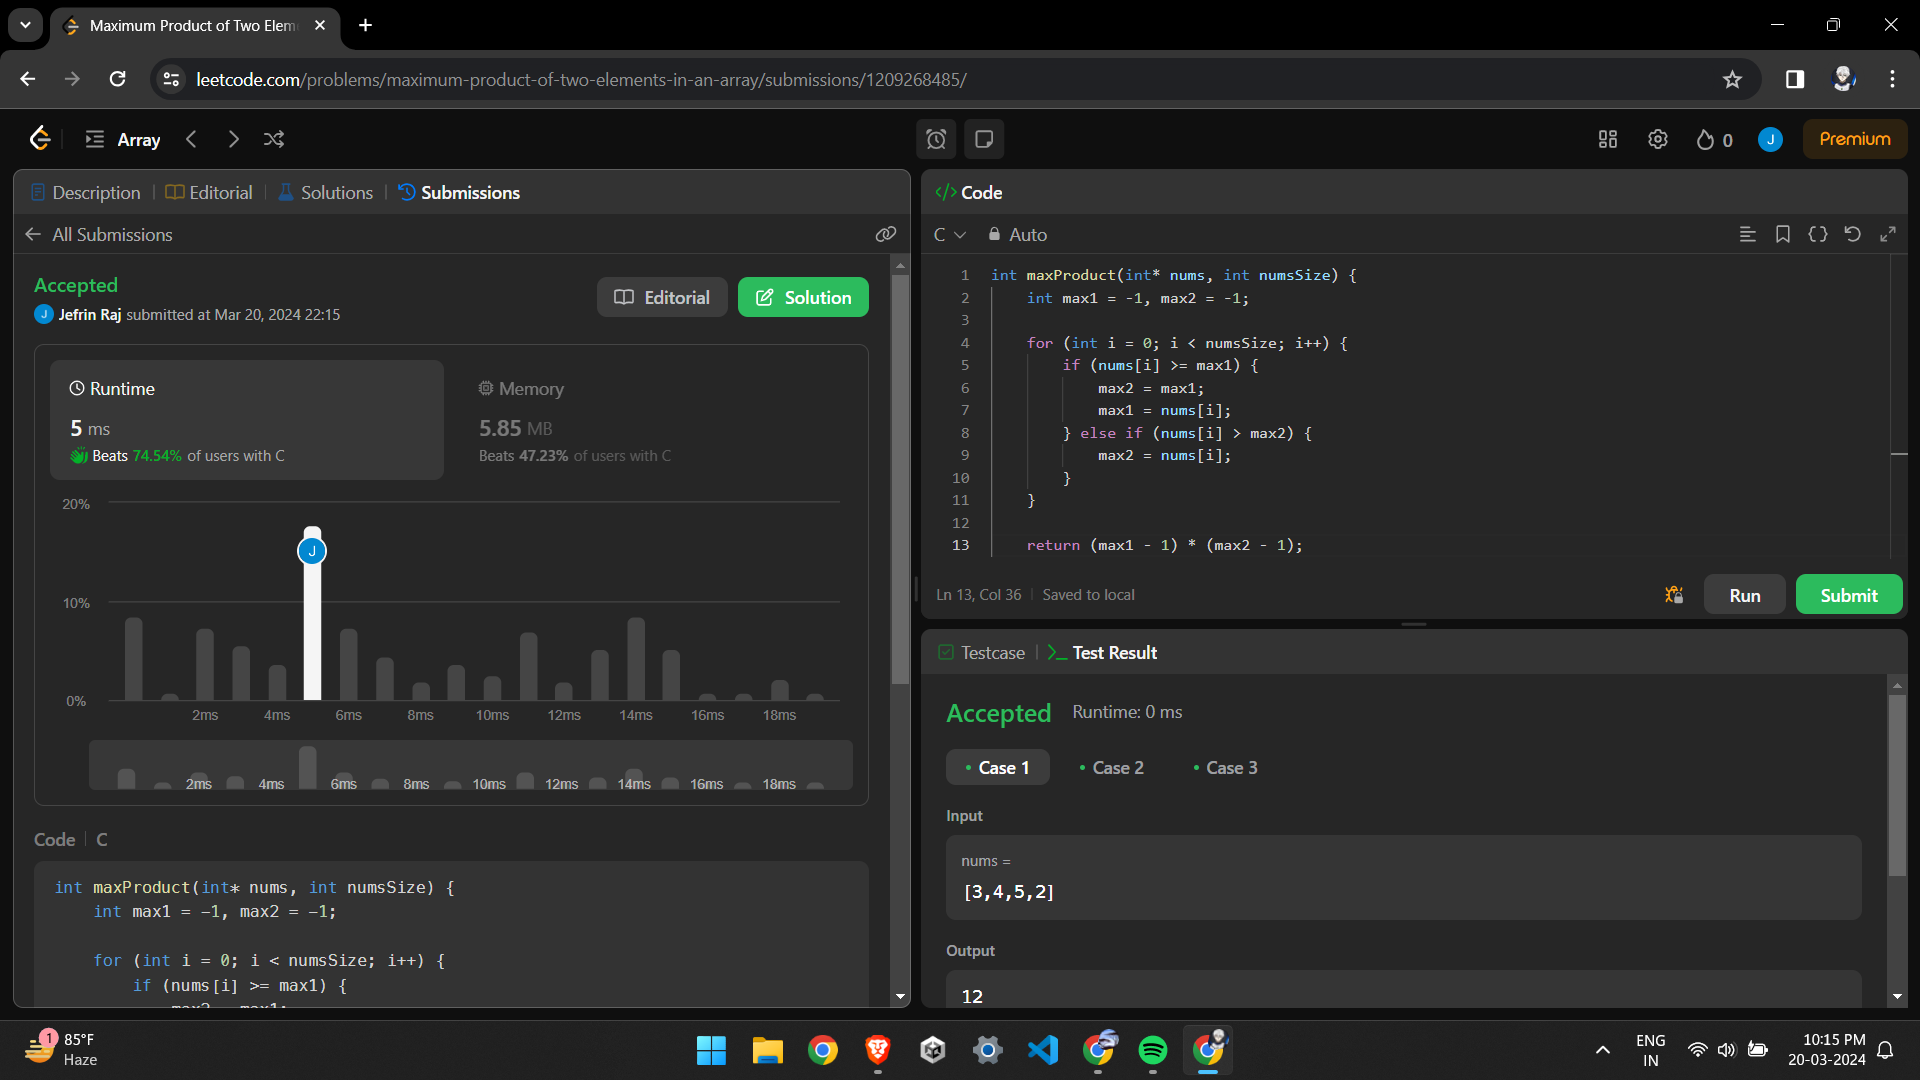 Maximum Product of Two Elem
leetcode.com/problems/maximum-product-of-two-elements-in-an-array/submissions/1209268485/
Array
0
J
Premium
Description
Editorial
Solutions
Submissions
All Submissions
Accepted
J Jefrin Raj submitted at Mar 20, 2024 22:15
Editorial
Solution
Runtime
5 ms
Beats 74.54% of users with C
Memory
5.85 MB
Beats 47.23% of users with C
20%
10%
0%
J
2ms 4ms 6ms 8ms 10ms 12ms 14ms 16ms 18ms
2ms 4ms 6ms 8ms 10ms 12ms 14ms 16ms 18ms
Code C
int maxProduct(int* nums, int numsSize) {
int max1 = -1, max2 = -1;
for (int i = 0; i < numsSize; i++) {
if (nums[i] >= max1) {
max2 = max1;
</> Code
C Auto
1 int maxProduct(int* nums, int numsSize) {
2 int max1 = -1, max2 = -1;
3
4 for (int i = 0; i < numsSize; i++) {
5 if (nums[i] >= max1) {
6 max2 = max1;
7 max1 = nums[i];
8 } else if (nums[i] > max2) {
9 max2 = nums[i];
10 }
11 }
12
13 return (max1 - 1) * (max2 - 1);
Ln 13, Col 36 Saved to local
Run
Submit
Testcase
Test Result
Accepted Runtime: 0 ms
Case 1 Case 2 Case 3
Input
nums =
[3,4,5,2]
Output
12
1
85°F
Haze
ENG
IN
10:15 PM
20-03-2024